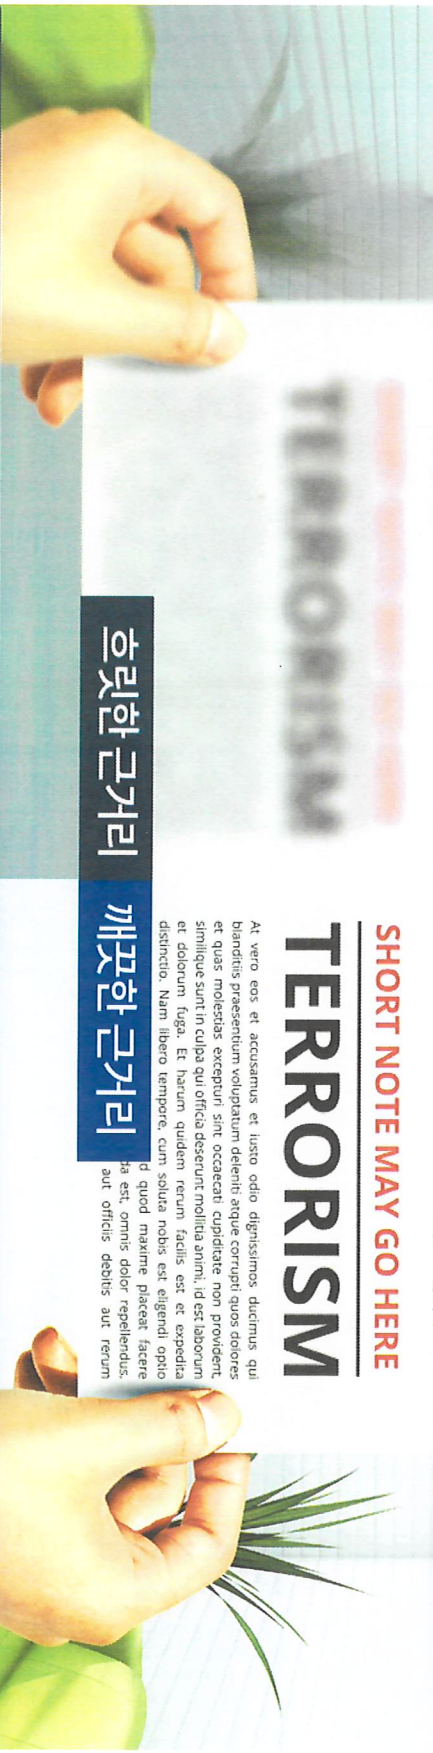 TERRORISM
SHORT NOTE MAY GO HERE
TERRORISM
At vero eos et accusamus et iusto odio dignissimos ducimus qui
blanditiis praesentium voluptatum deleniti atque corrupti quos dolores
et quas molestias excepturi sint occaecati cupiditate non provident,
similique sunt in culpa qui officia deserunt mollitia animi, id est laborum
et dolorum fuga. Et harum quidem rerum facilis est et expedita
distinctio. Nam libero tempore, cum soluta nobis est eligendi optio
d quod maxime placeat facere
da est, omnis dolor repellendus.
aut officiis debitis aut rerum
흐릿한 근거리
깨끗한 근거리